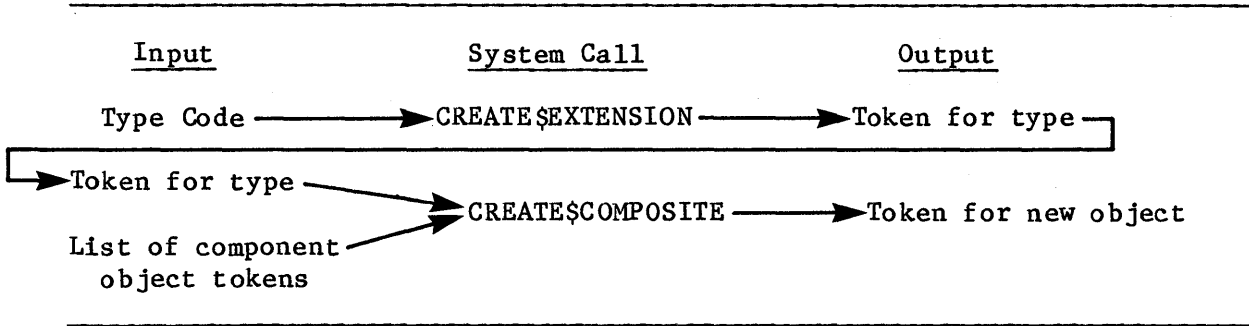 Input System Call Output
Type Code CREATE$EXTENSION Token for type
Token for type
CREATE$COMPOSITE Token for new object
List of component
object tokens